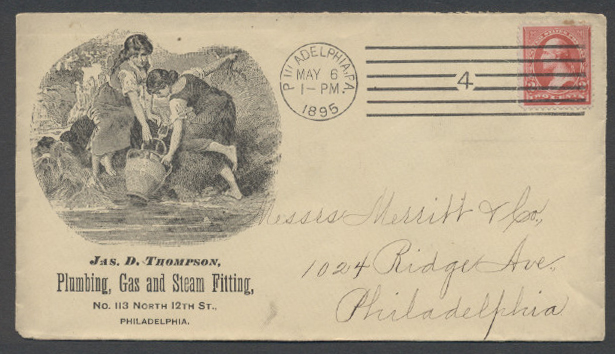 PHILADELPHIA, PA.
MAY 6
1-PM.
1895
4
Messrs Merritt & Co.,
1024 Ridge Ave.,
Philadelphia
JAS. D. THOMPSON,
Plumbing, Gas and Steam Fitting,
No. 113 NORTH 12TH ST.,
PHILADELPHIA.